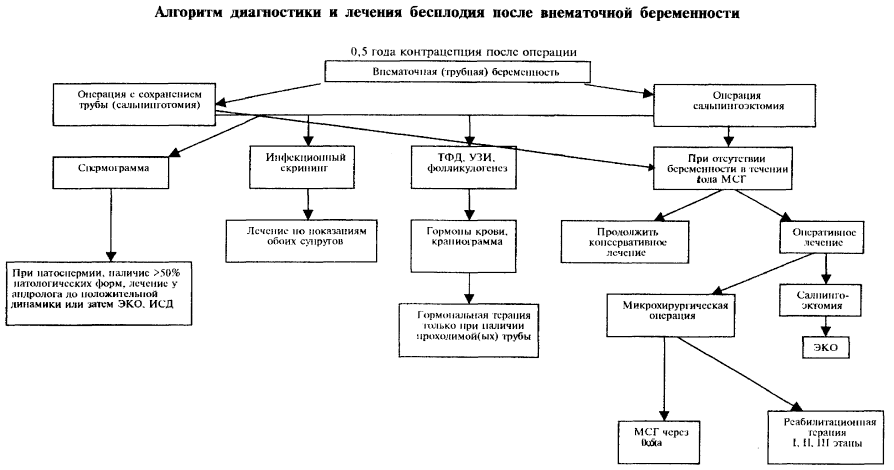 Алгоритм диагностики и лечения бесплодия после внематочной беременности
0,5 года контрацепция после операции
Внематочная (трубная) беременность
Операция с сохранением
трубы (сальпинготомия)
Операция
сальпингоэктомия
Спермограмма
Инфекционный
скрининг
ТФД, УЗИ,
фолликулогенез
При отсутствии
беременности в течении
МСГ
Лечение по показаниям
обоих супругов
Гормоны крови,
краниограмма
Продолжить
консервативное
лечение
Оперативное
лечение
При патоспермии, наличие >50%
патологических форм, лечение у
андролога до положительной
динамики или затем ЭКО, ИСД
Гормональная терапия
только при наличии
проходимой(ых) трубы
Микрохирургическая
операция
Салпинго-
эктомия
ЭКО
МСГ через
Реабилитационная
терапия
I, II, III этапы